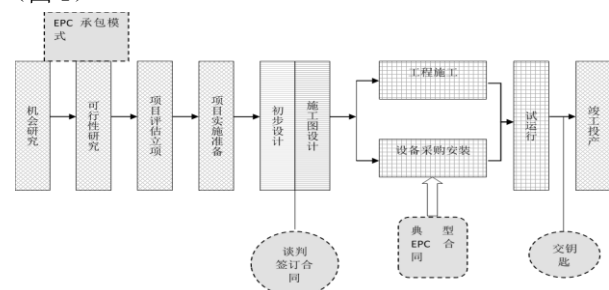 EPC 承包模
式
机会研究
可行性研究
项目评估立项
项目实施准备
初步设计
施工图设计
工程施工
设备采购安装
试运行
竣工投产
谈判
签订合
同
典 型
EPC 合
同
交钥
匙